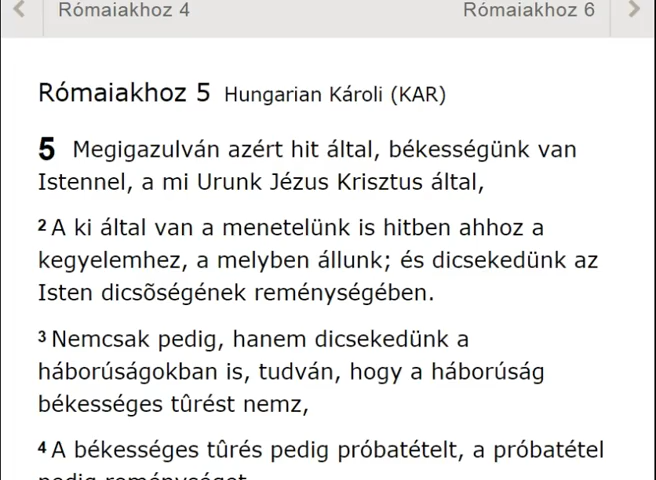 Rómaiakhoz 4 Rómaiakhoz 6
Rómaiakhoz 5 Hungarian Károli (KAR)
5 Megigazulván azért hit által, békességünk van
Istennel, a mi Urunk Jézus Krisztus által,
2 A ki által van a menetelünk is hitben ahhoz a
kegyelemhez, a melyben állunk; és dicsekedünk az
Isten dicsõségének reménységében.
3 Nemcsak pedig, hanem dicsekedünk a
háborúságokban is, tudván, hogy a háborúság
békességes tûrést nemz,
4 A békességes tûrés pedig próbatételt, a próbatétel
pedig reménységet